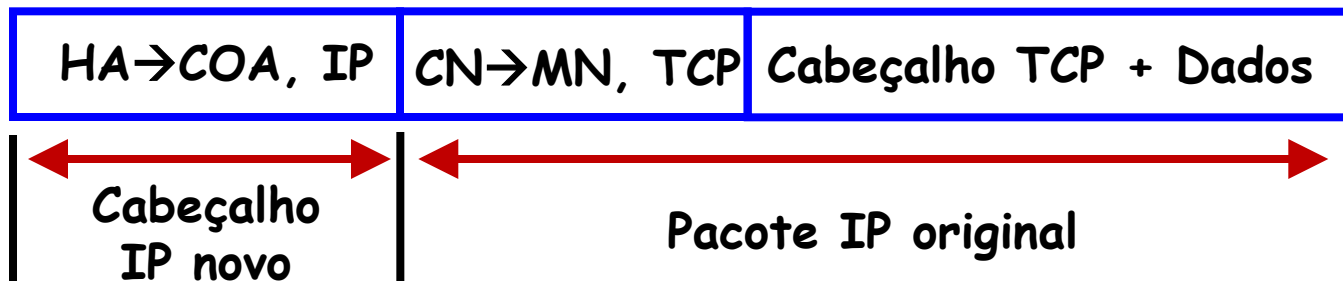 HA→COA, IP
CN→MN, TCP
Cabeçalho TCP + Dados
Cabeçalho
IP novo
Pacote IP original